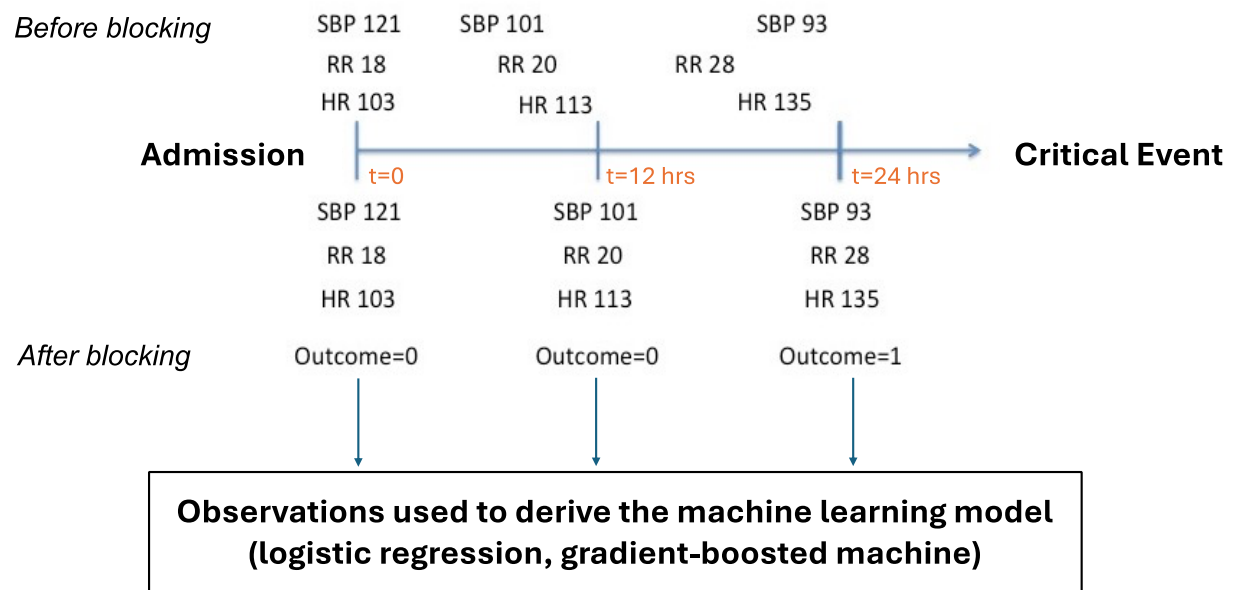 Before blocking
SBP 121 SBP 101 SBP 93
RR 18 RR 20 RR 28
HR 103 HR 113 HR 135
Admission
Critical Event
t=0 t=12 hrs t=24 hrs
SBP 121 SBP 101 SBP 93
RR 18 RR 20 RR 28
HR 103 HR 113 HR 135
After blocking
Outcome=0 Outcome=0 Outcome=1
Observations used to derive the machine learning model
(logistic regression, gradient-boosted machine)